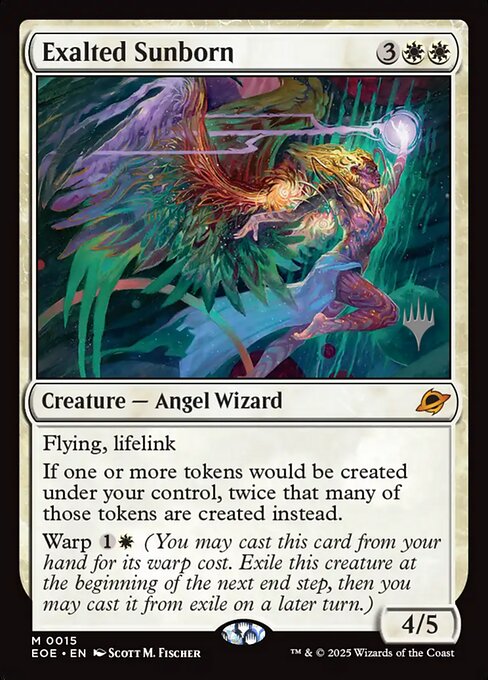 Exalted Sunborn 3
Creature — Angel Wizard
Flying, lifelink
If one or more tokens would be created
under your control, twice that many of
those tokens are created instead.
Warp 1 (You may cast this card from your
hand for its warp cost. Exile this creature at
the beginning of the next end step, then you
may cast it from exile on a later turn.)
4/5
M 0015
EOE • EN Scott M. Fischer
™ & © 2025 Wizards of the Coast